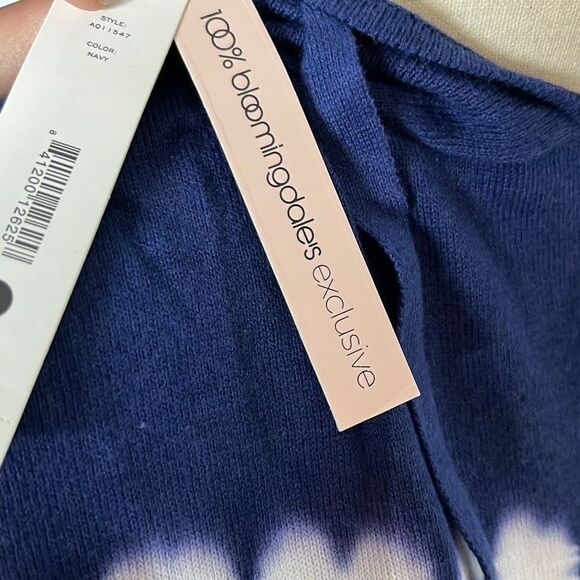 STYLE:
A011547
COLOR:
NAVY
8 41200 12625
100% bloomingdale's exclusive